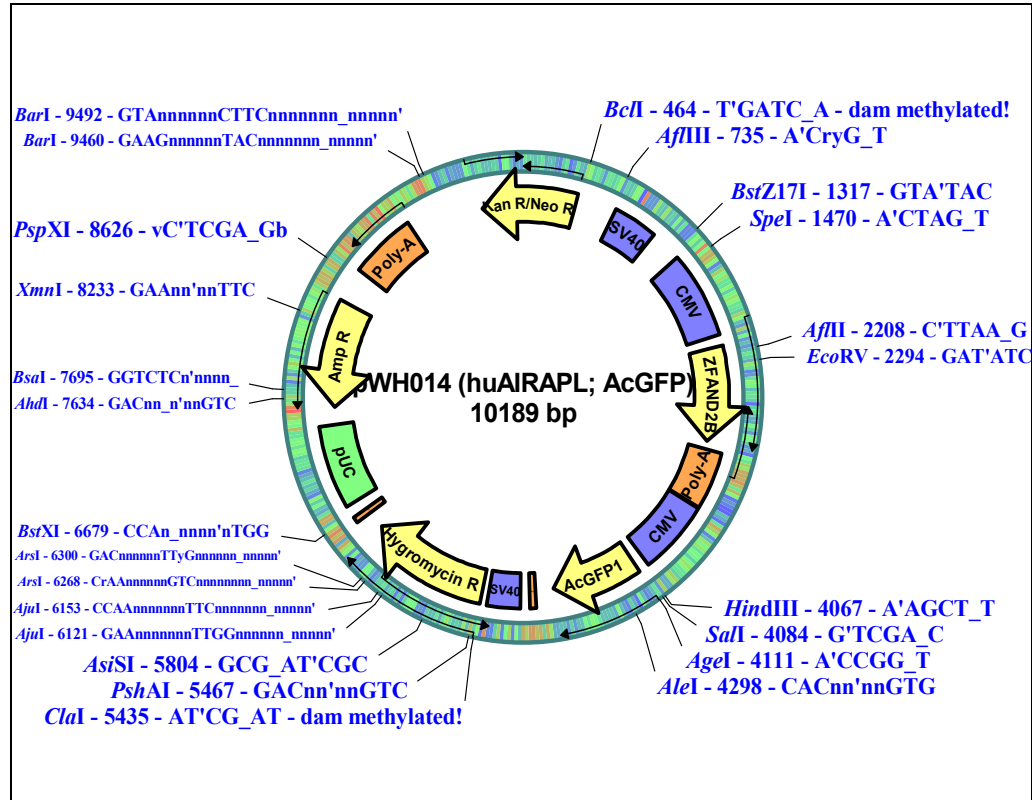 BarI - 9492 - GTAnnnnnnCTTCnnnnnnn_nnnnn'
BarI - 9460 - GAAGnnnnnnTACnnnnnnn_nnnnn'
PspXI - 8626 - vC'TCGA_Gb
XmnI - 8233 - GAAnn'nnTTC
BsaI - 7695 - GGTCTCn'nnnn_
AhdI - 7634 - GACnn_n'nnGTC
BstXI - 6679 - CCAn_nnnn'nTGG
ArsI - 6300 - GACnnnnnnTTyGnnnnnn_nnnnn'
ArsI - 6268 - CrAAnnnnnnGTCnnnnnnnn_nnnnn'
AjuI - 6153 - CCAAnnnnnnnTTCnnnnnnn_nnnnn'
AjuI - 6121 - GAAnnnnnnnTTGGnnnnnn_nnnnn'
AsiSI - 5804 - GCG_AT'CGC
PshAI - 5467 - GACnn'nnGTC
ClaI - 5435 - AT'CG_AT - dam methylated!
BclI - 464 - T'GATC_A - dam methylated!
AflIII - 735 - A'CryG_T
BstZ17I - 1317 - GTA'TAC
SpeI - 1470 - A'CTAG_T
AflII - 2208 - C'TTAA_G
EcoRV - 2294 - GAT'ATC
HindIII - 4067 - A'AGCT_T
SalI - 4084 - G'TCGA_C
AgeI - 4111 - A'CCGG_T
AleI - 4298 - CACnn'nnGTG
Kan R/Neo R
SV40
CMV
ZFAND2B
Poly-A
CMV
AcGFP1
SV40
Hygromycin R
pUC
Amp R
Poly-A
pWH014 (huAIRAPL; AcGFP)
10189 bp